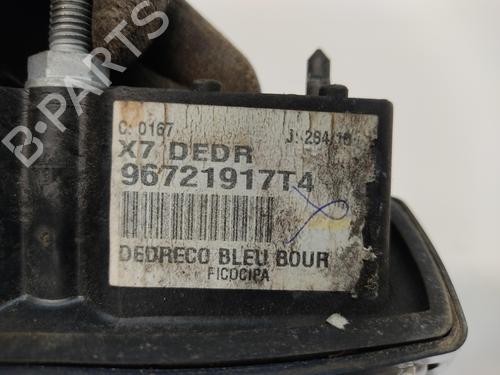 C: 0167 J: 284/10
X7 DEDR
96721917T4
DEDRECO BLEU BOUR
FICOCIPA
B-PARTS